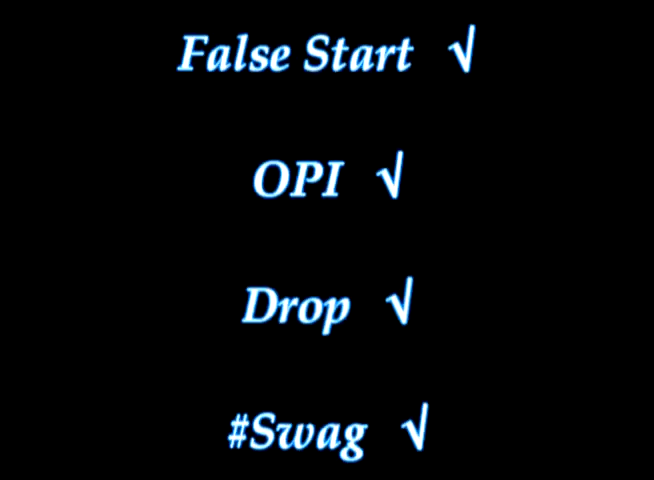 False Start √
OPI √
Drop √
#Swag √